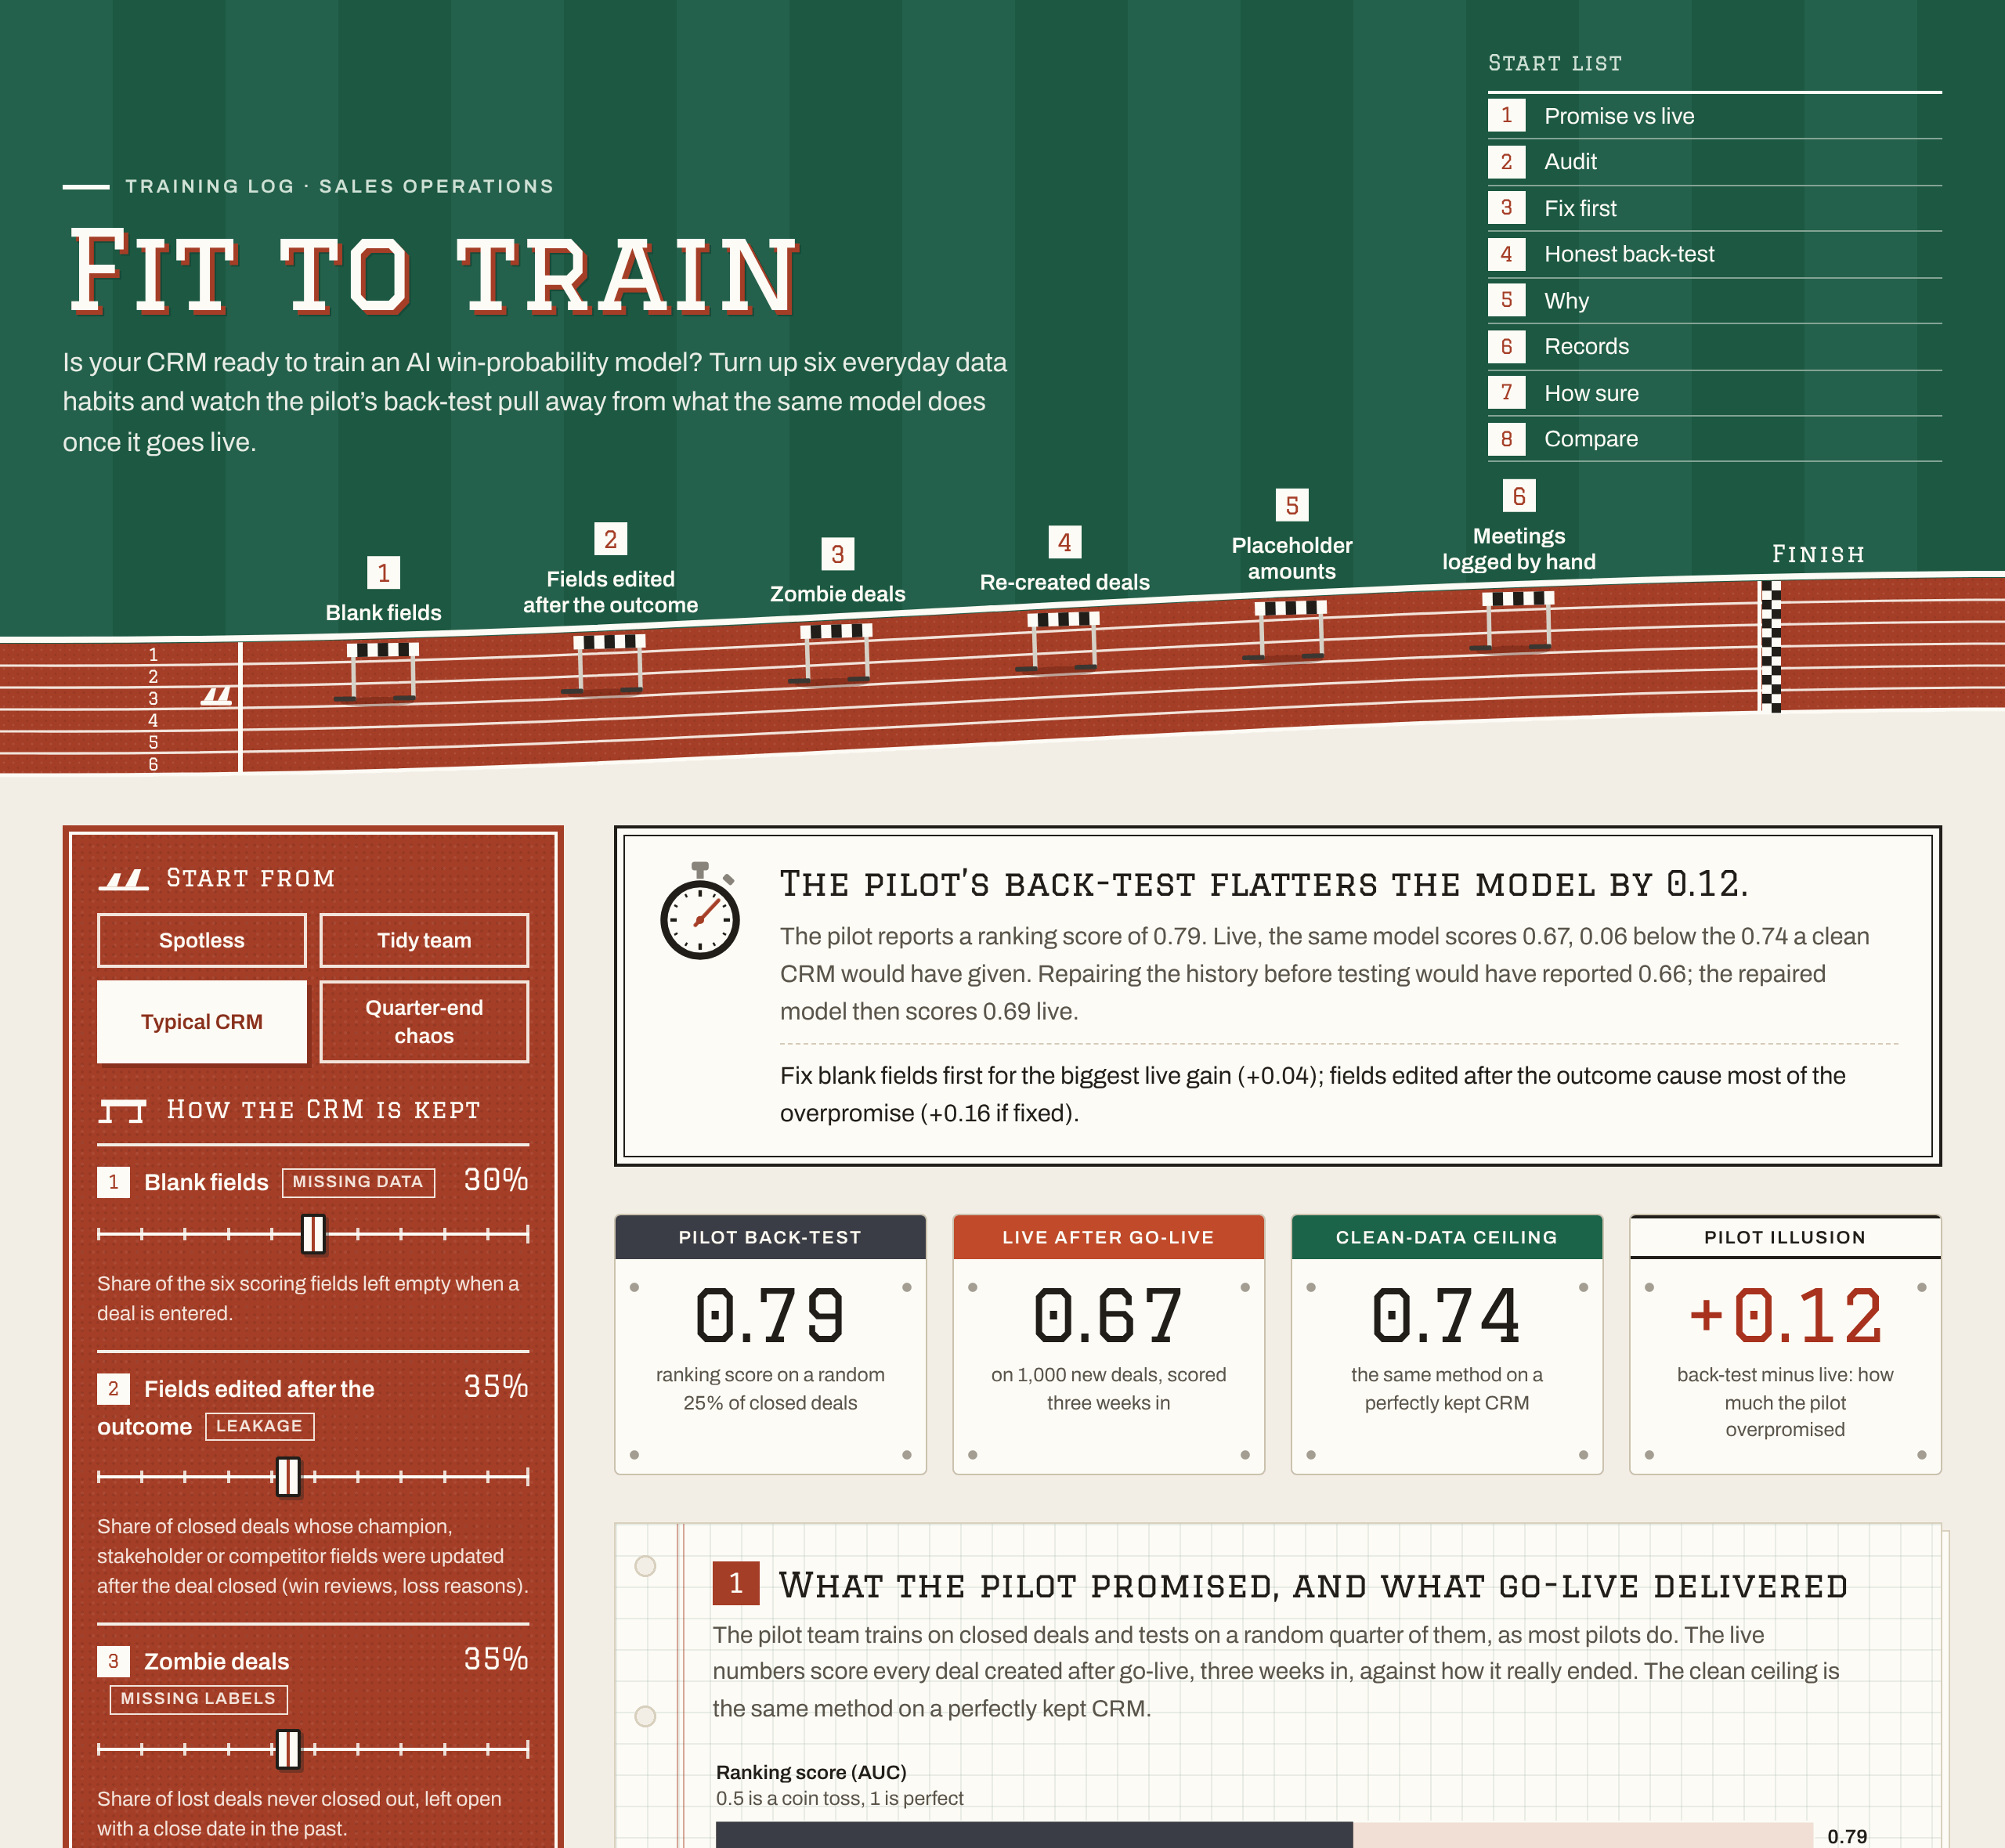 START LIST
1 Promise vs live
2 Audit
3 Fix first
4 Honest back-test
5 Why
6 Records
7 How sure
8 Compare
TRAINING LOG · SALES OPERATIONS
FIT TO TRAIN
Is your CRM ready to train an AI win-probability model? Turn up six everyday data
habits and watch the pilot’s back-test pull away from what the same model does
once it goes live.
1
Blank fields
2
Fields edited
after the outcome
3
Zombie deals
4
Re-created deals
5
Placeholder
amounts
6
Meetings
logged by hand
FINISH
1
2
3
4
5
6
START FROM
Spotless
Tidy team
Typical CRM
Quarter-end
chaos
HOW THE CRM IS KEPT
1 Blank fields MISSING DATA 30%
Share of the six scoring fields left empty when a
deal is entered.
2 Fields edited after the 35%
outcome LEAKAGE
Share of closed deals whose champion,
stakeholder or competitor fields were updated
after the deal closed (win reviews, loss reasons).
3 Zombie deals 35%
MISSING LABELS
Share of lost deals never closed out, left open
with a close date in the past.
THE PILOT’S BACK-TEST FLATTERS THE MODEL BY 0.12.
The pilot reports a ranking score of 0.79. Live, the same model scores 0.67, 0.06 below the 0.74 a clean
CRM would have given. Repairing the history before testing would have reported 0.66; the repaired
model then scores 0.69 live.
Fix blank fields first for the biggest live gain (+0.04); fields edited after the outcome cause most of the
overpromise (+0.16 if fixed).
PILOT BACK-TEST
0.79
ranking score on a random
25% of closed deals
LIVE AFTER GO-LIVE
0.67
on 1,000 new deals, scored
three weeks in
CLEAN-DATA CEILING
0.74
the same method on a
perfectly kept CRM
PILOT ILLUSION
+0.12
back-test minus live: how
much the pilot
overpromised
1 WHAT THE PILOT PROMISED, AND WHAT GO-LIVE DELIVERED
The pilot team trains on closed deals and tests on a random quarter of them, as most pilots do. The live
numbers score every deal created after go-live, three weeks in, against how it really ended. The clean ceiling is
the same method on a perfectly kept CRM.
Ranking score (AUC)
0.5 is a coin toss, 1 is perfect
0.79